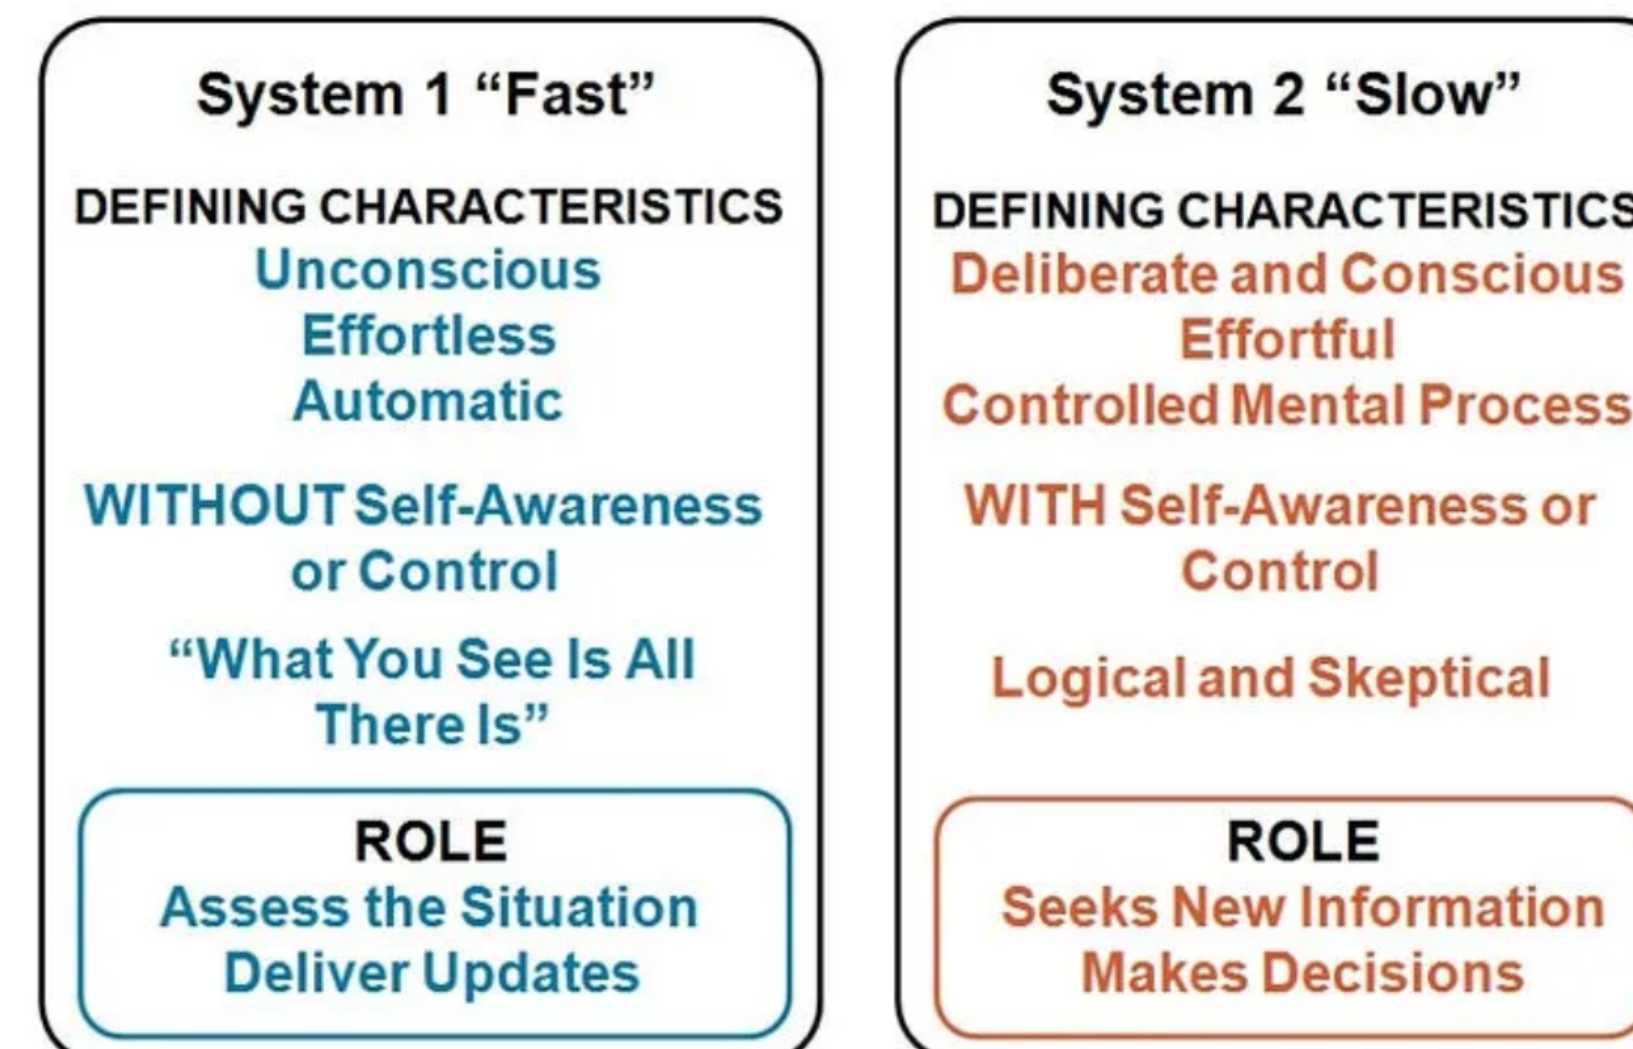 System 1 “Fast”
DEFINING CHARACTERISTICS
Unconscious
Effortless
Automatic
WITHOUT Self-Awareness
or Control
“What You See Is All
There Is”
ROLE
Assess the Situation
Deliver Updates
System 2 “Slow”
DEFINING CHARACTERISTICS
Deliberate and Conscious
Effortful
Controlled Mental Process
WITH Self-Awareness or
Control
Logical and Skeptical
ROLE
Seeks New Information
Makes Decisions